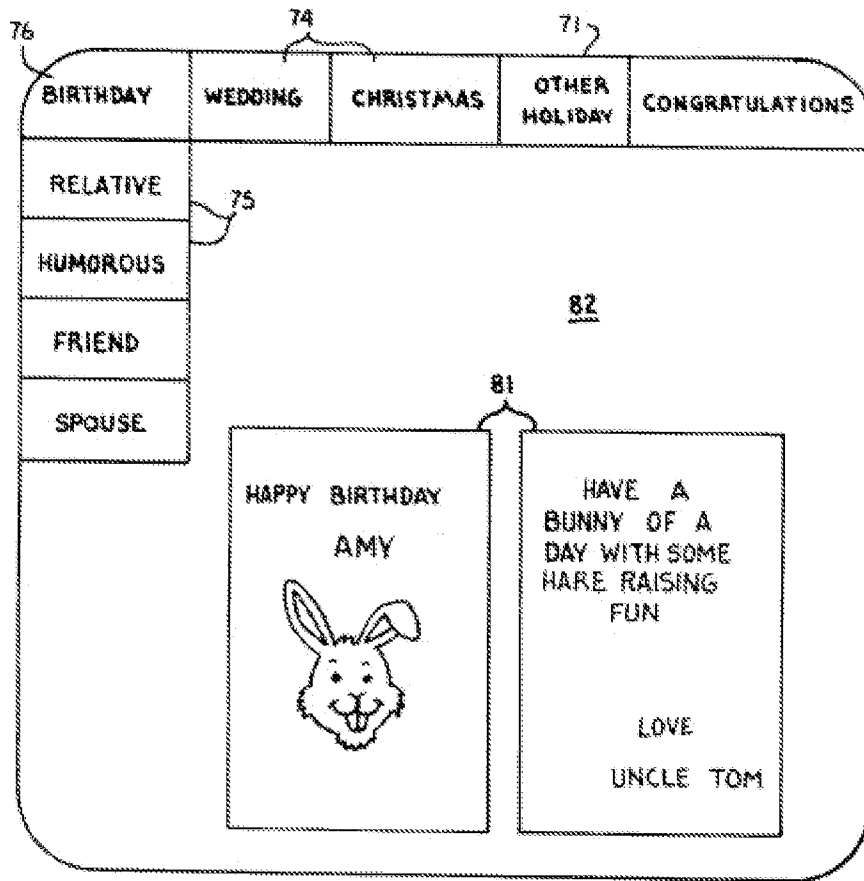 76
74
71
BIRTHDAY
WEDDING
CHRISTMAS
OTHER
HOLIDAY
CONGRATULATIONS
RELATIVE
75
HUMOROUS
FRIEND
SPOUSE
82
81
HAPPY BIRTHDAY
AMY
HAVE A
BUNNY OF A
DAY WITH SOME
HARE RAISING
FUN
LOVE
UNCLE TOM